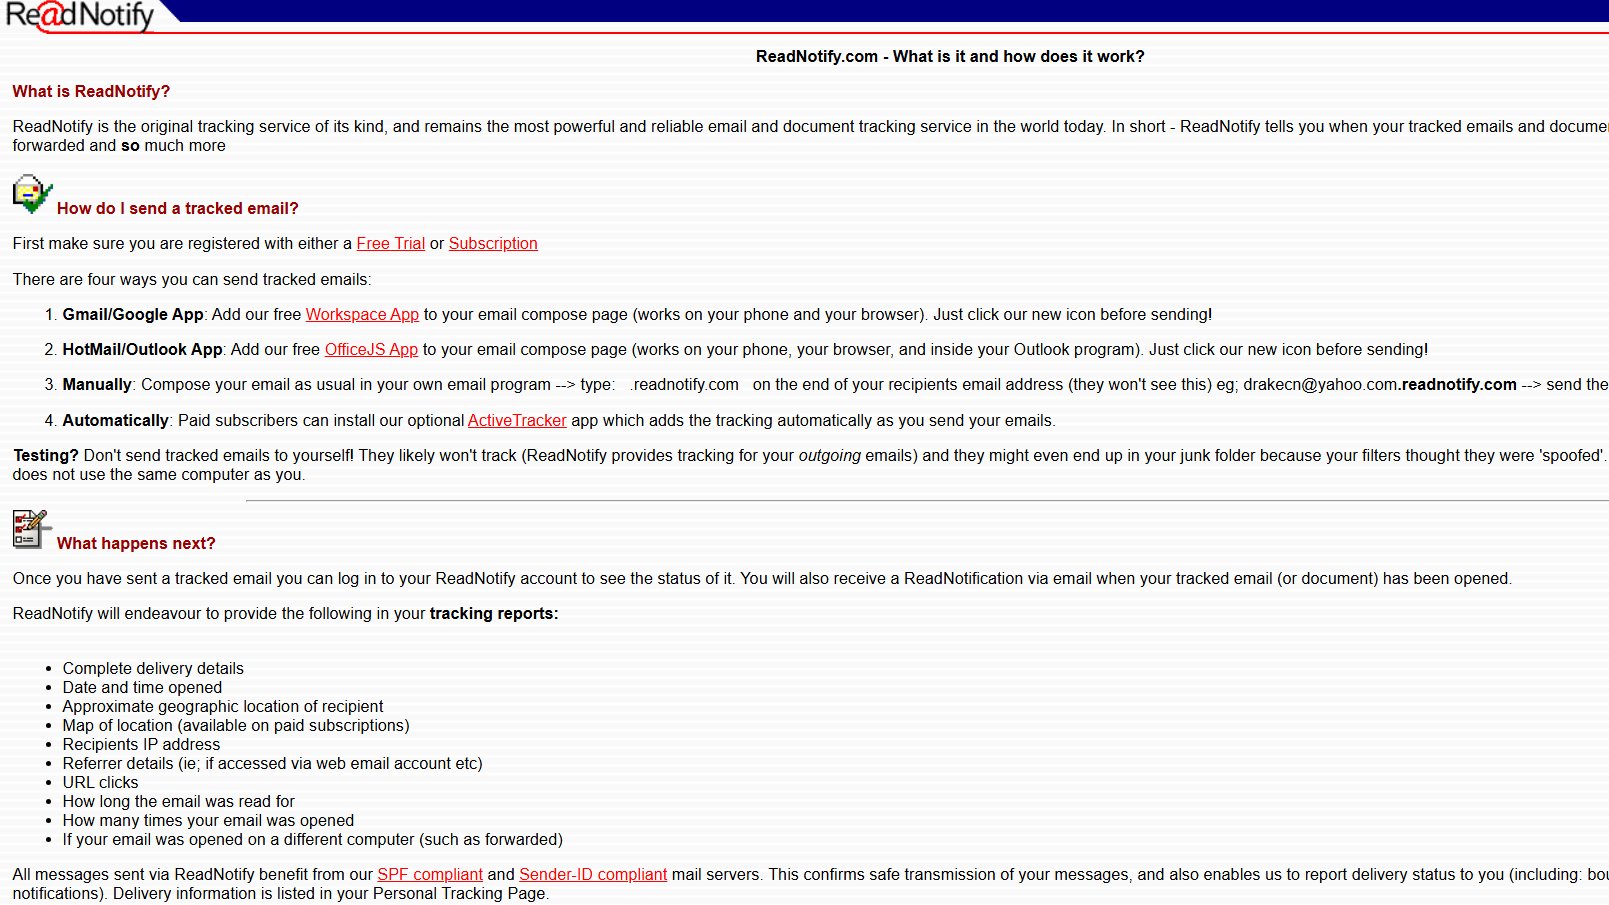 Re@dNotify
ReadNotify.com - What is it and how does it work?
What is ReadNotify?
ReadNotify is the original tracking service of its kind, and remains the most powerful and reliable email and document tracking service in the world today. In short - ReadNotify tells you when your tracked emails and docume
forwarded and so much more
How do I send a tracked email?
First make sure you are registered with either a Free Trial or Subscription
There are four ways you can send tracked emails:
1. Gmail/Google App: Add our free Workspace App to your email compose page (works on your phone and your browser). Just click our new icon before sending!
2. HotMail/Outlook App: Add our free OfficeJS App to your email compose page (works on your phone, your browser, and inside your Outlook program). Just click our new icon before sending!
3. Manually: Compose your email as usual in your own email program --> type: .readnotify.com on the end of your recipients email address (they won't see this) eg; drakecn@yahoo.com.readnotify.com --> send the
4. Automatically: Paid subscribers can install our optional ActiveTracker app which adds the tracking automatically as you send your emails.
Testing? Don't send tracked emails to yourself! They likely won't track (ReadNotify provides tracking for your outgoing emails) and they might even end up in your junk folder because your filters thought they were 'spoofed'.
does not use the same computer as you.
What happens next?
Once you have sent a tracked email you can log in to your ReadNotify account to see the status of it. You will also receive a ReadNotification via email when your tracked email (or document) has been opened.
ReadNotify will endeavour to provide the following in your tracking reports:
• Complete delivery details
• Date and time opened
• Approximate geographic location of recipient
• Map of location (available on paid subscriptions)
• Recipients IP address
• Referrer details (ie; if accessed via web email account etc)
• URL clicks
• How long the email was read for
• How many times your email was opened
• If your email was opened on a different computer (such as forwarded)
All messages sent via ReadNotify benefit from our SPF compliant and Sender-ID compliant mail servers. This confirms safe transmission of your messages, and also enables us to report delivery status to you (including: bou
notifications). Delivery information is listed in your Personal Tracking Page.